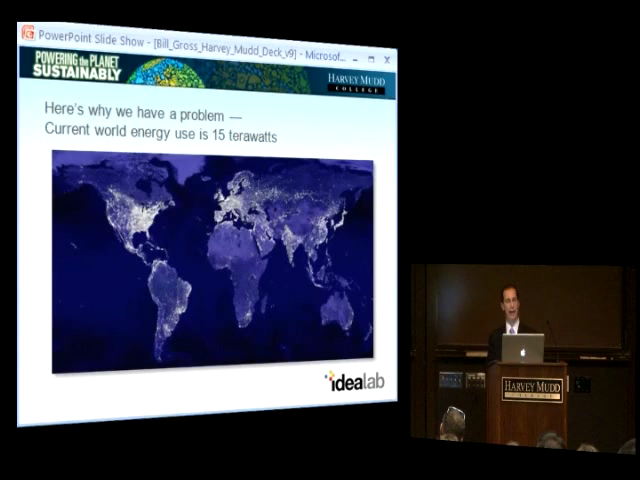 PowerPoint Slide Show - [Bill_Gross_Harvey_Mudd_Deck_v9] - Microsof...
POWERING the PLANET
SUSTAINABLY
HARVEY MUDD
COLLEGE
Here's why we have a problem —
Current world energy use is 15 terawatts
idealab
HARVEY MUDD
COLLEGE